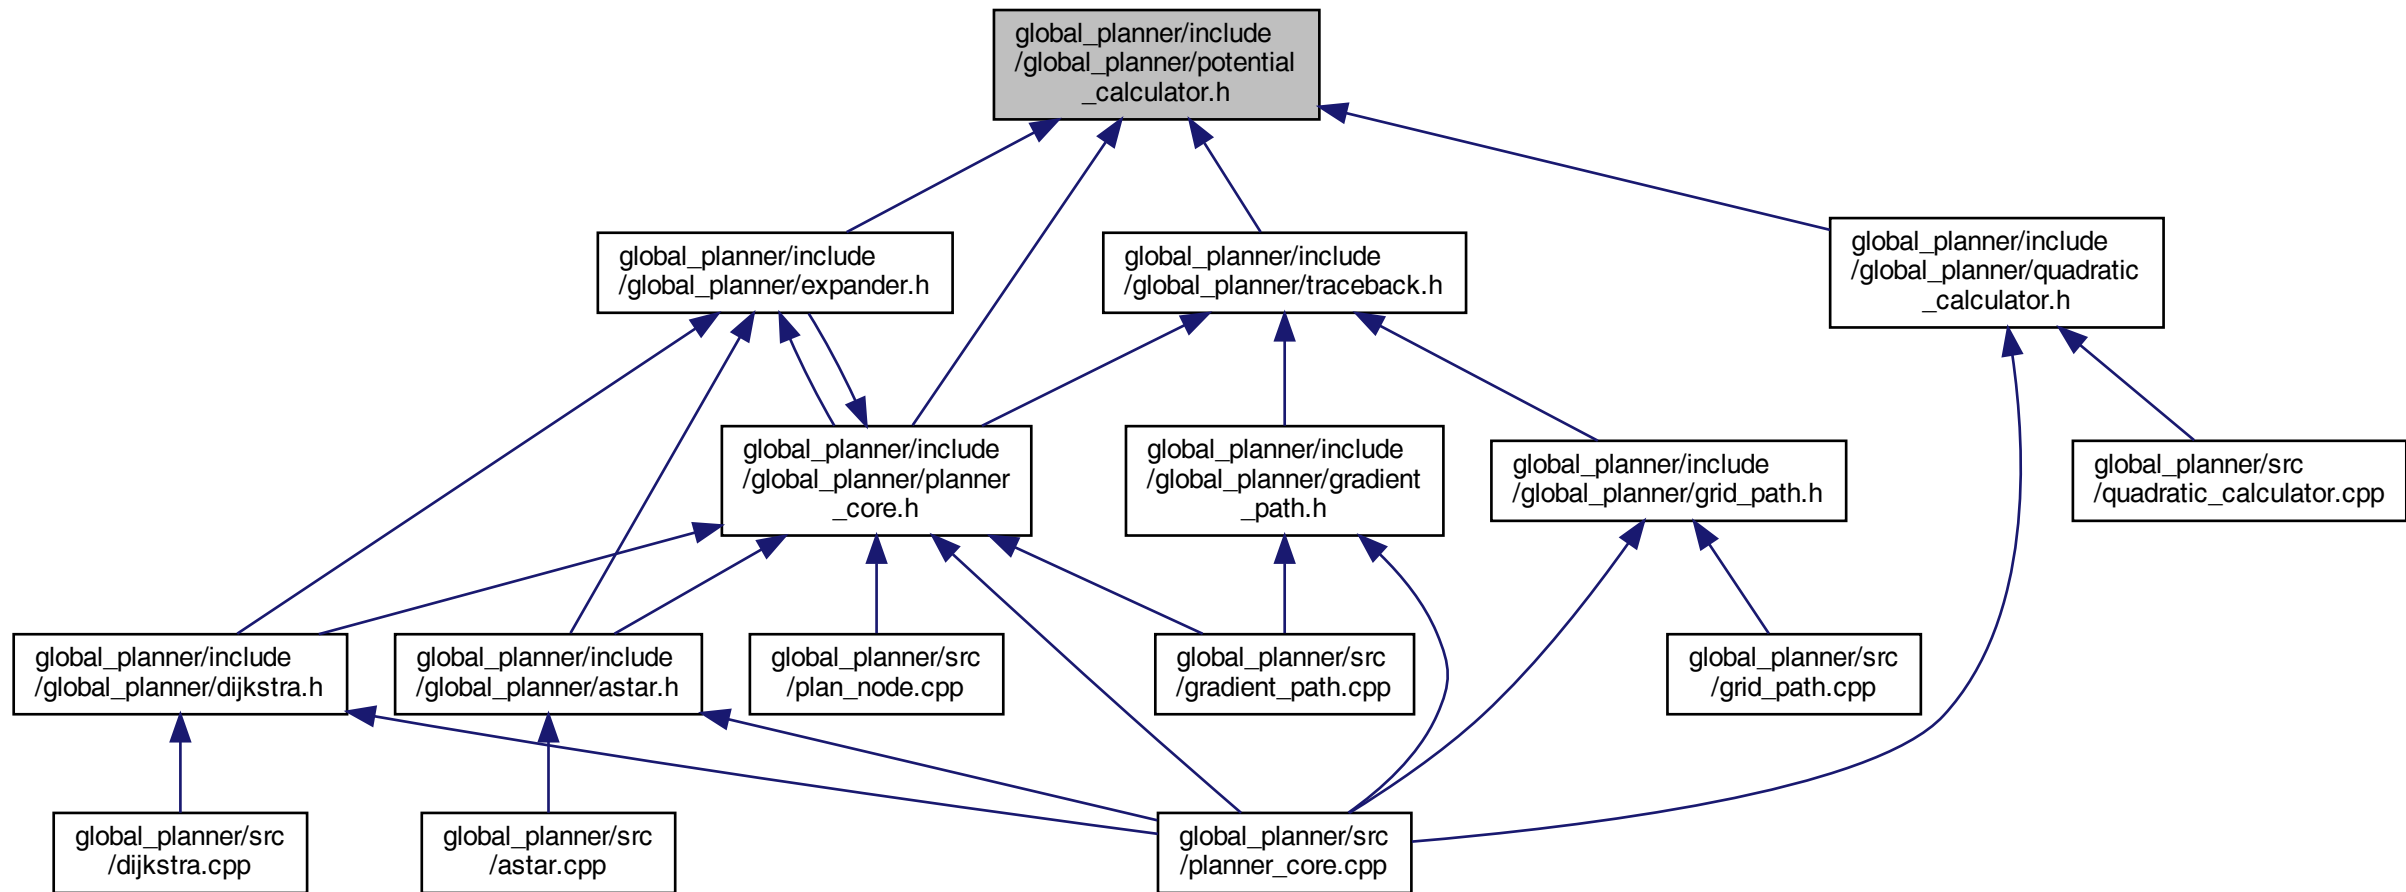 global_planner/include
/global_planner/potential
_calculator.h
global_planner/include
/global_planner/expander.h
global_planner/include
/global_planner/traceback.h
global_planner/include
/global_planner/quadratic
_calculator.h
global_planner/include
/global_planner/planner
_core.h
global_planner/include
/global_planner/gradient
_path.h
global_planner/include
/global_planner/grid_path.h
global_planner/src
/quadratic_calculator.cpp
global_planner/include
/global_planner/dijkstra.h
global_planner/include
/global_planner/astar.h
global_planner/src
/plan_node.cpp
global_planner/src
/gradient_path.cpp
global_planner/src
/grid_path.cpp
global_planner/src
/dijkstra.cpp
global_planner/src
/astar.cpp
global_planner/src
/planner_core.cpp